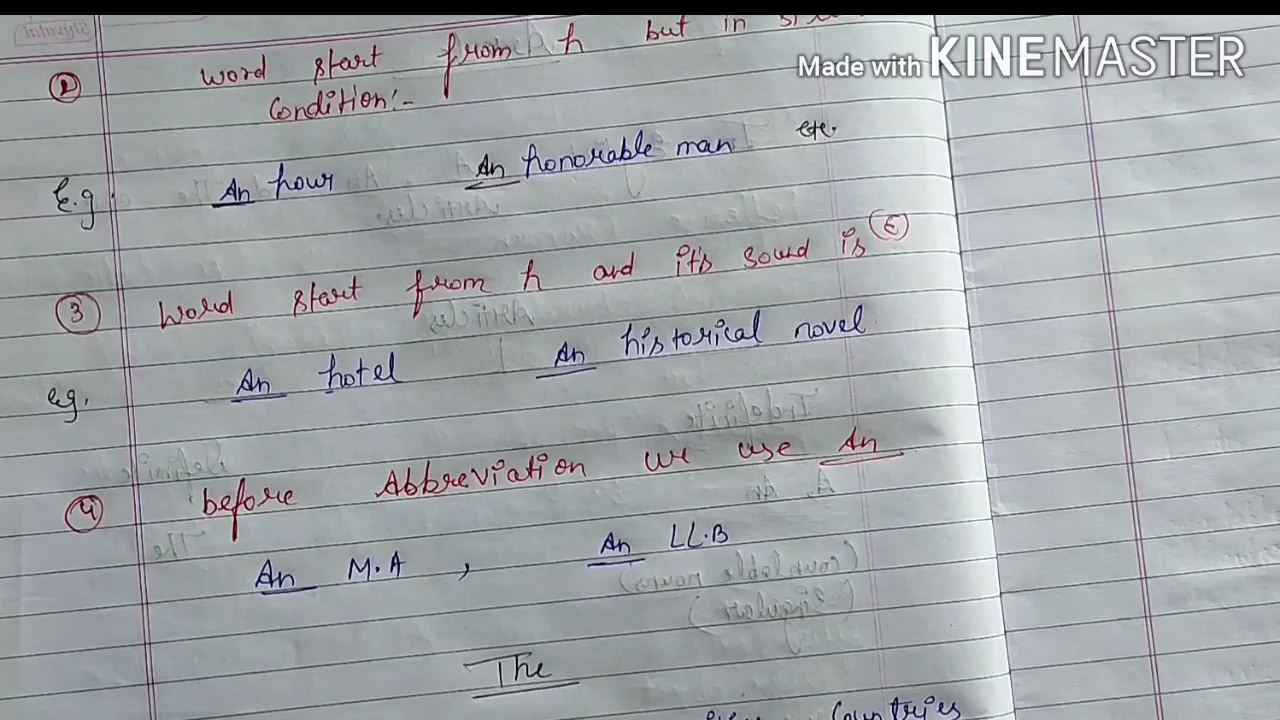 Made with KINEMASTER
② word start from h but in
Condition:-
E.g. An hour An honorable man etc.
③ Word start from h and its sound is Ⓔ
eg. An hotel An historical novel
④ before Abbreviation we use An
An M.A , An LL.B
The
Countries